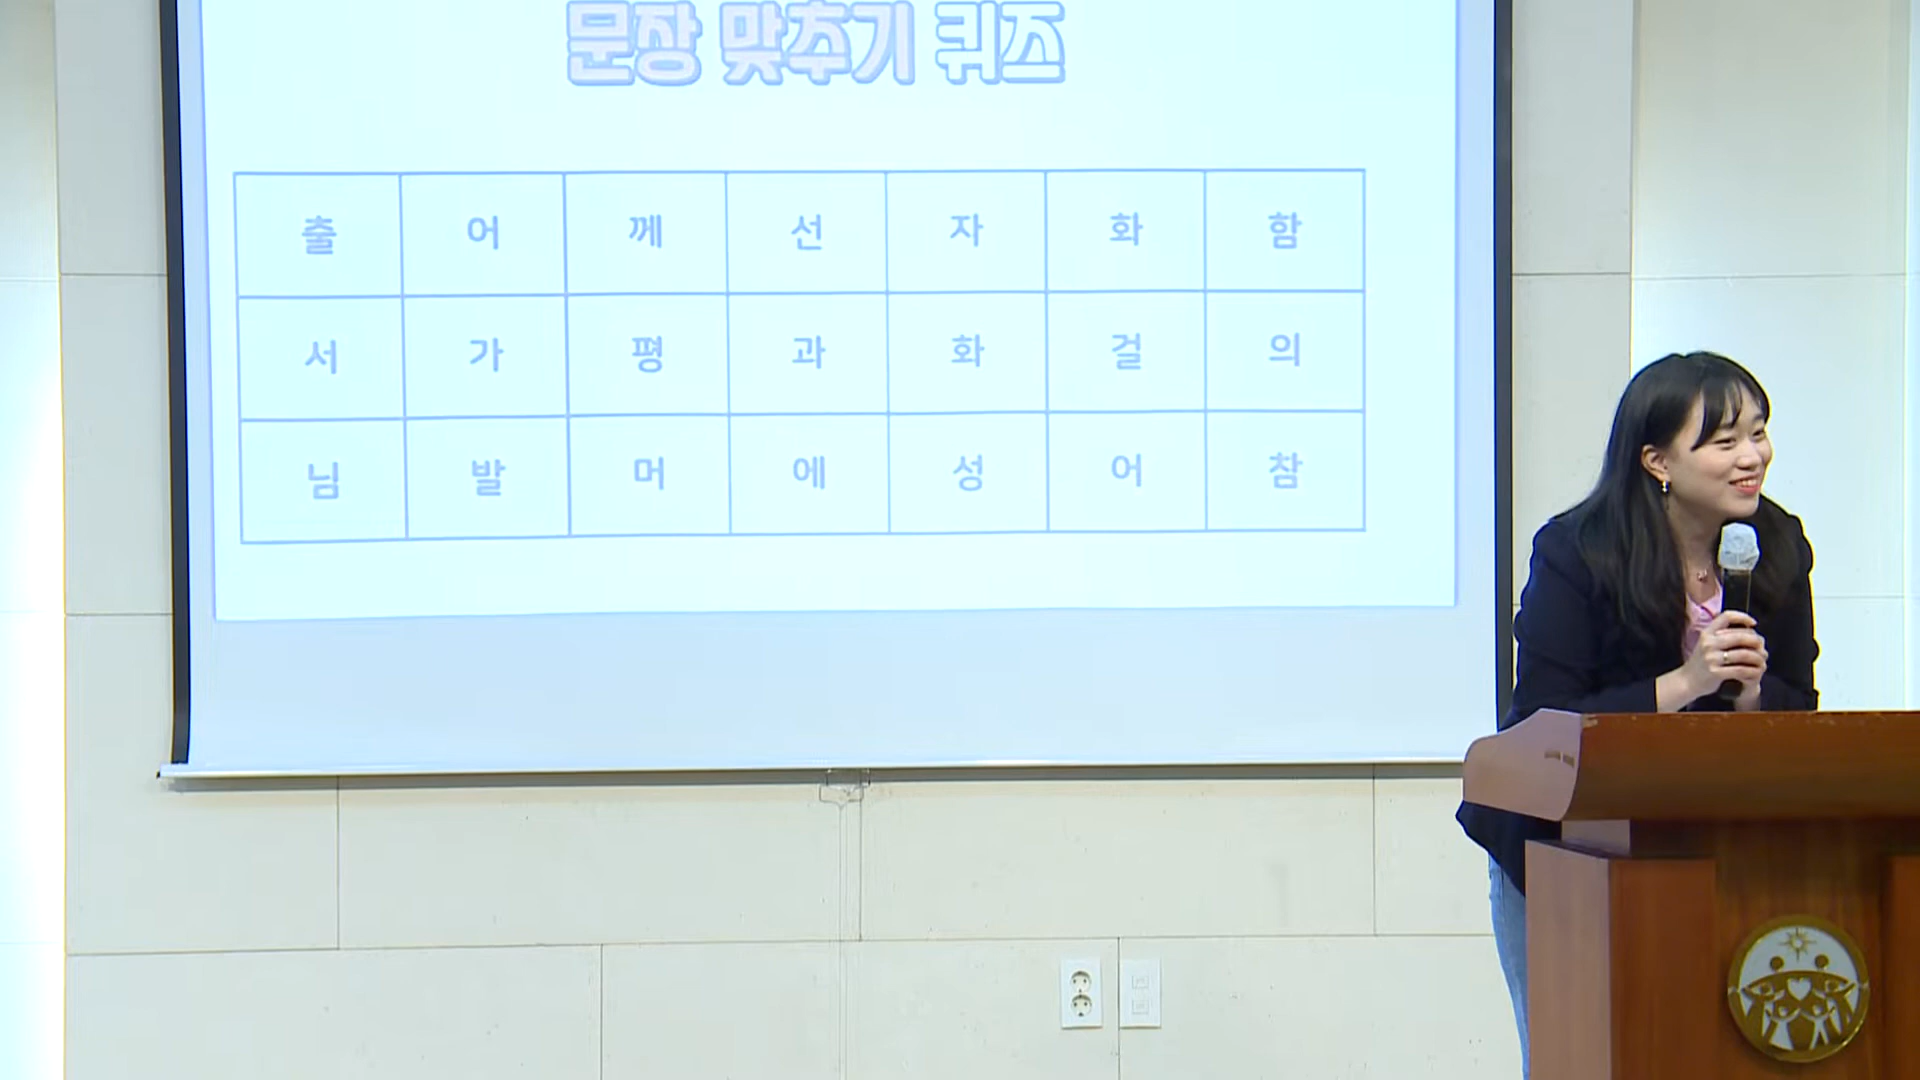 문장 맞추기 퀴즈
출 어 께 선 자 화 함
서 가 평 과 화 걸 의
님 발 머 에 성 어 참